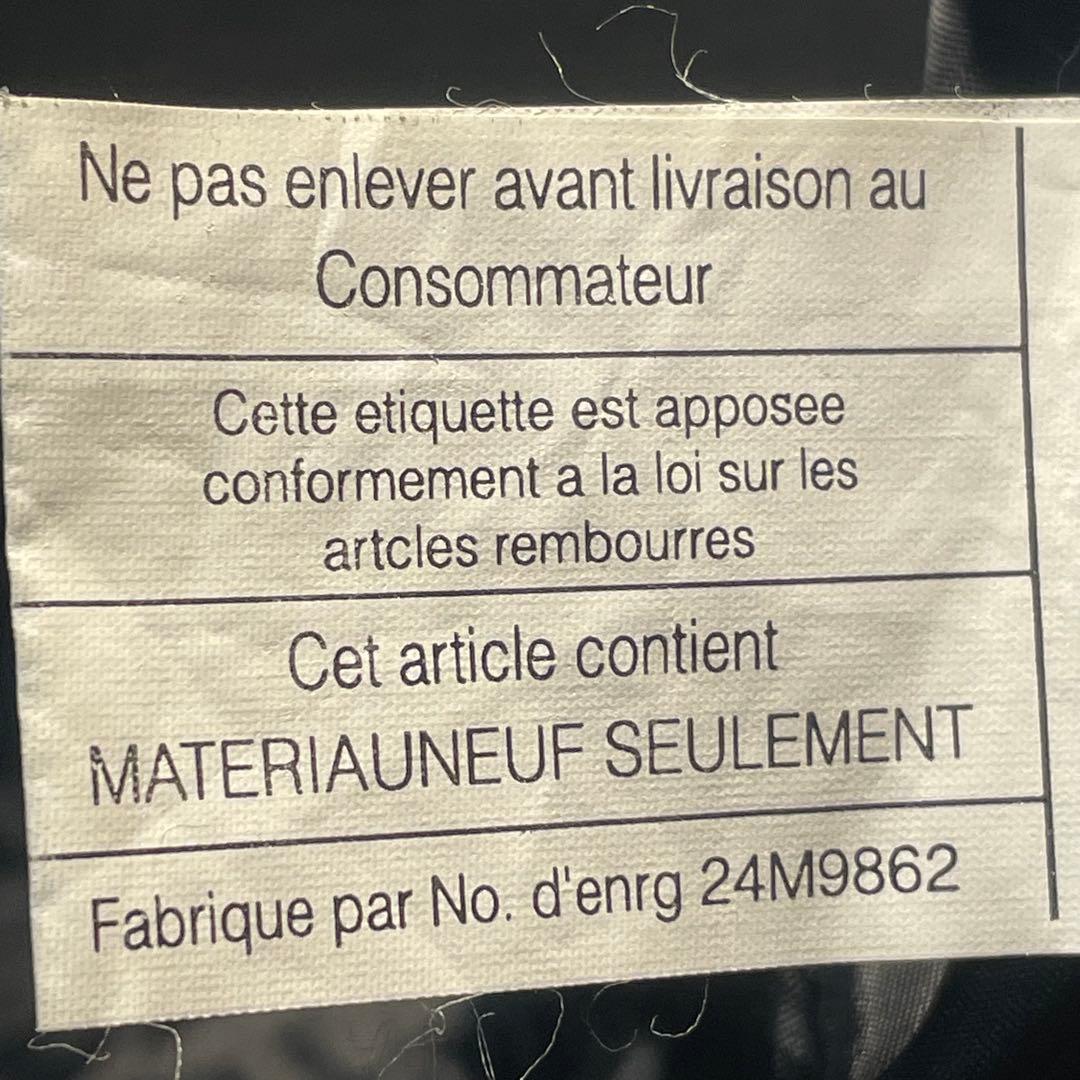 Ne pas enlever avant livraison au
Consommateur
Cette etiquette est apposee
conformement a la loi sur les
artcles rembourres
Cet article contient
MATERIAUNEUF SEULEMENT
Fabrique par No. d'enrg 24M9862